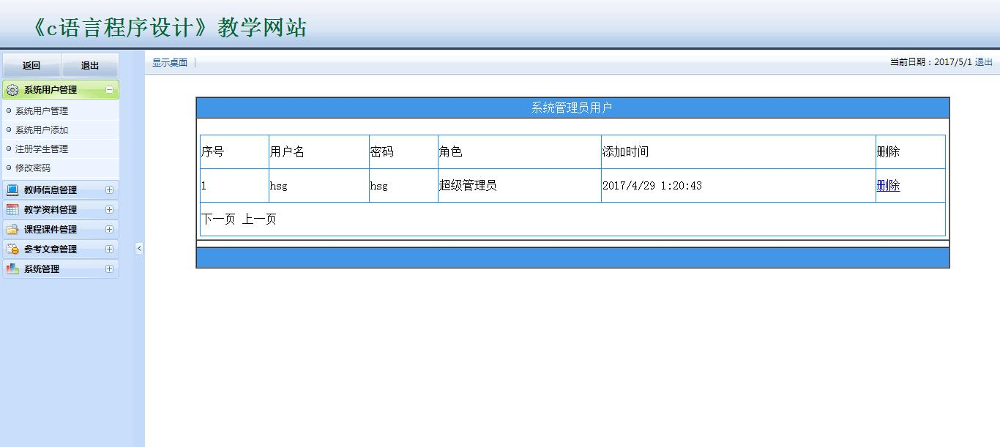 《c语言程序设计》教学网站
返回 退出
显示桌面 当前日期：2017/5/1 退出
系统用户管理
系统用户管理
系统用户添加
注册学生管理
修改密码
教师信息管理
教学资料管理
课程课件管理
参考文章管理
系统管理
系统管理员用户
序号 用户名 密码 角色 添加时间 删除
1 hsg hsg 超级管理员 2017/4/29 1:20:43 删除
下一页 上一页